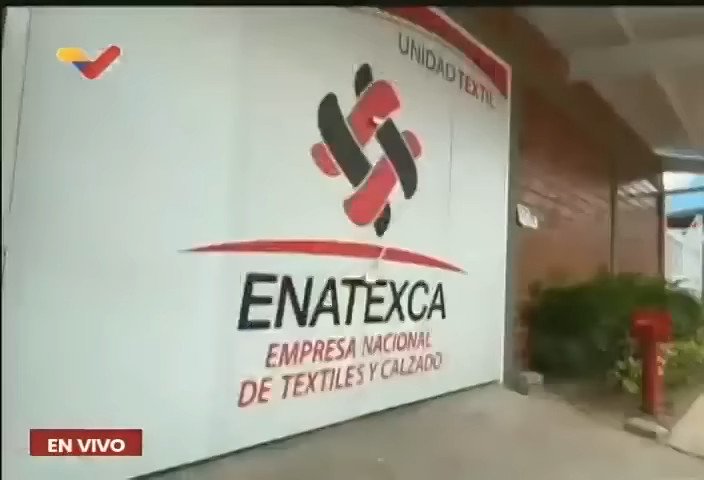 UNIDAD TEXTIL
ENATEXCA
EMPRESA NACIONAL
DE TEXTILES Y CALZADO
EN VIVO